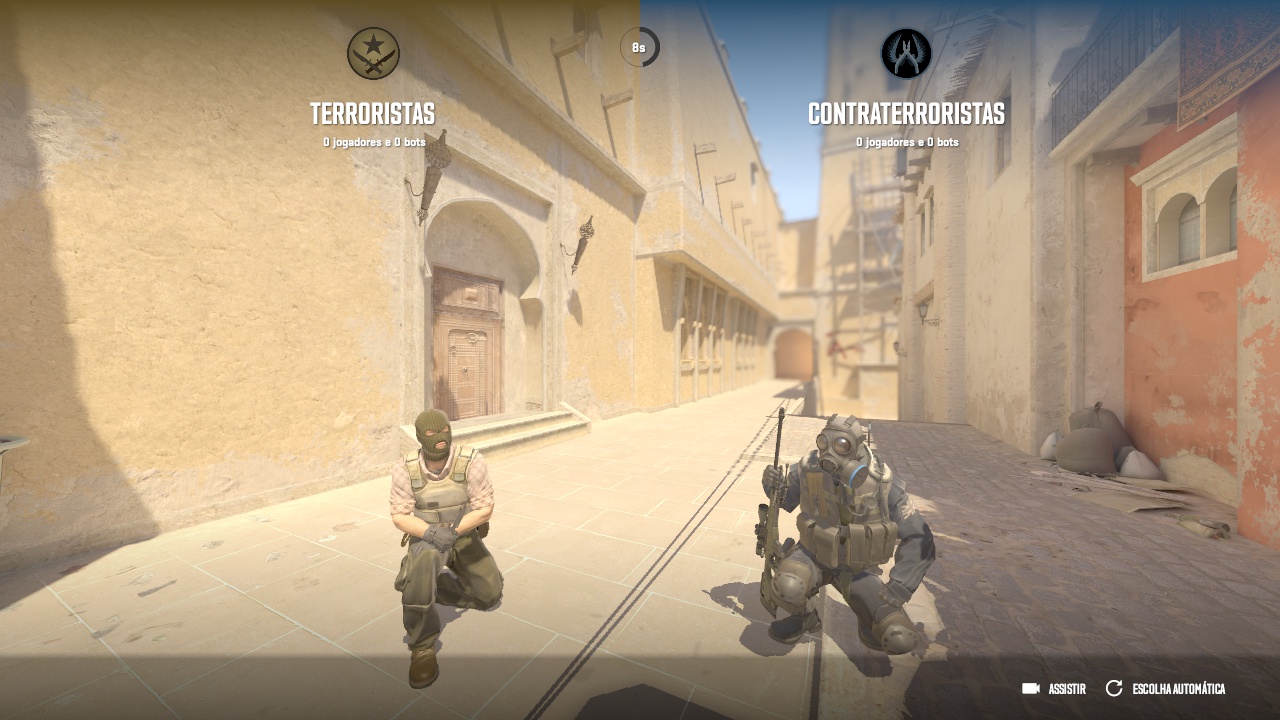 8s
TERRORISTAS
0 jogadores e 0 bots
CONTRATERRORISTAS
0 jogadores e 0 bots
ASSISTIR
ESCOLHA AUTOMÁTICA